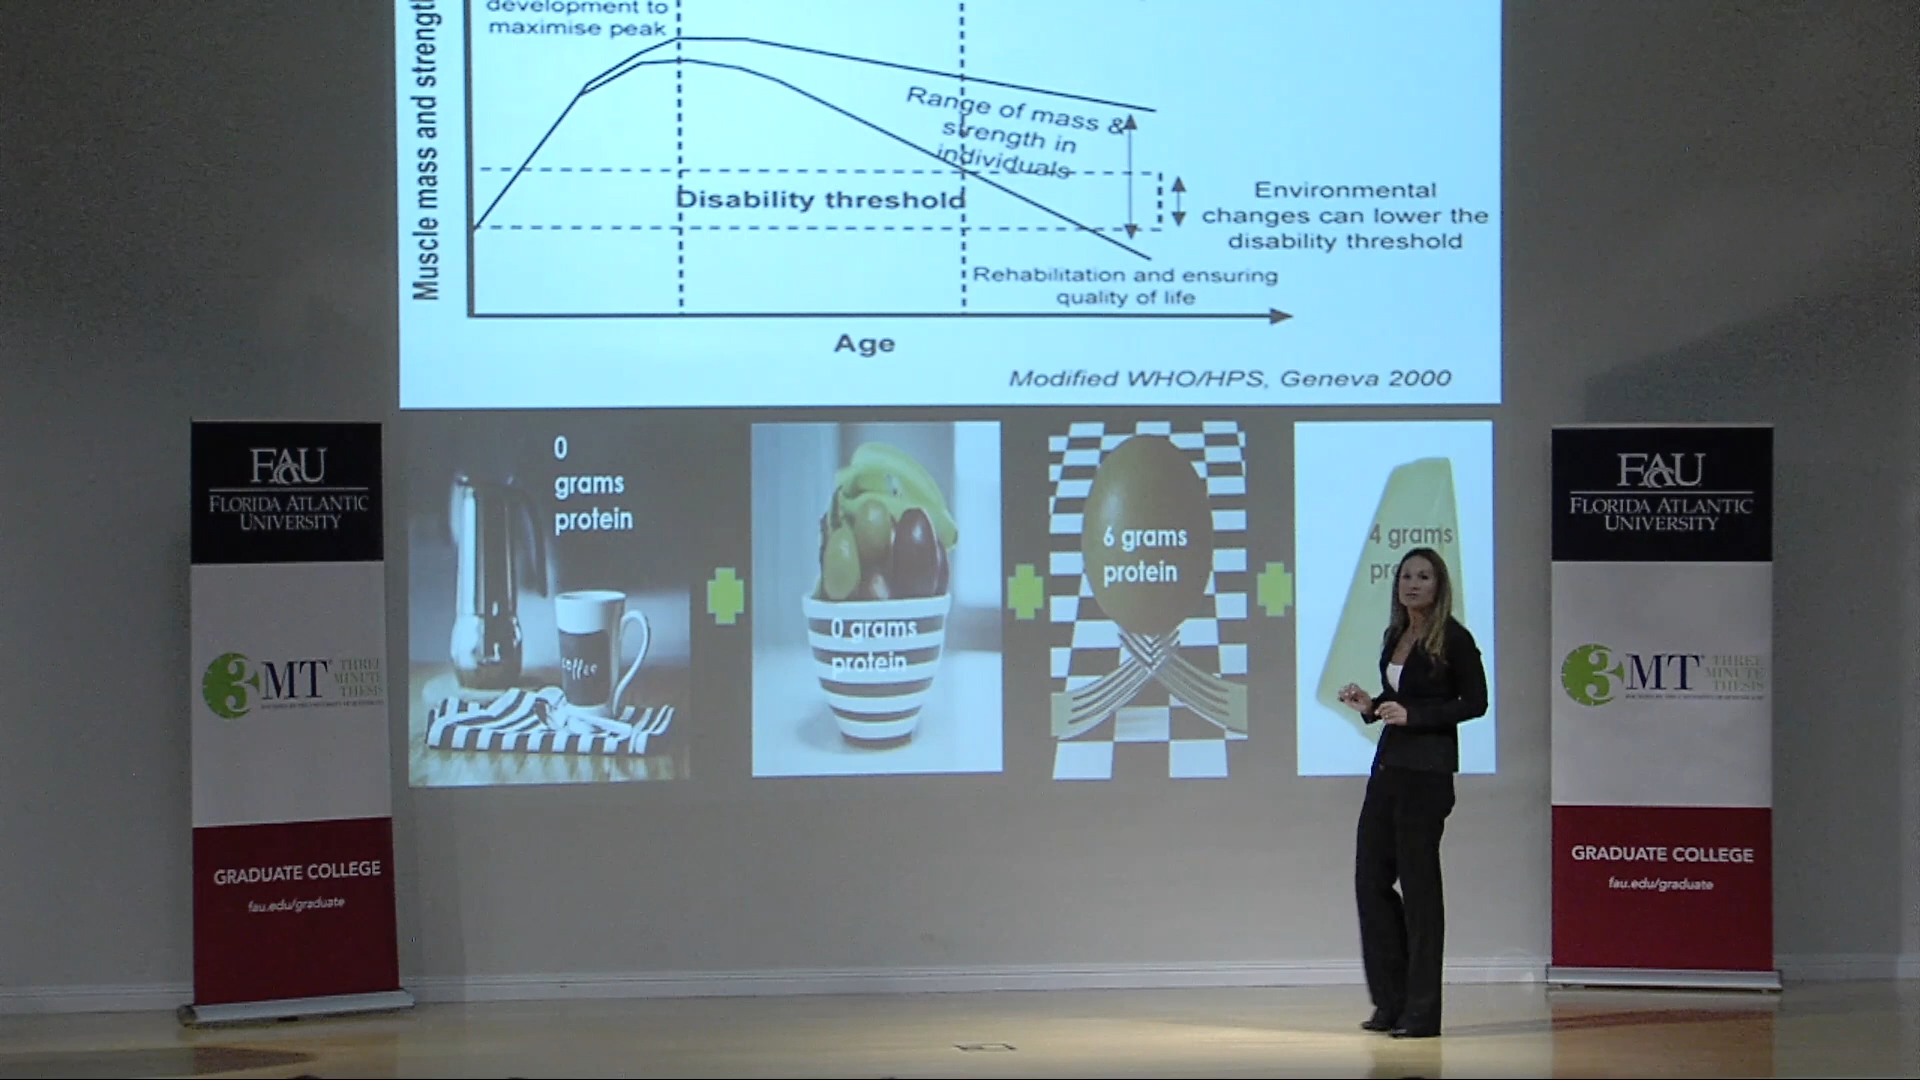 development to
maximise peak
Muscle mass and strength
Range of mass &
strength in
individuals
Disability threshold
Environmental
changes can lower the
disability threshold
Rehabilitation and ensuring
quality of life
Age
Modified WHO/HPS, Geneva 2000
0
grams
protein
coffee
0 grams
protein
6 grams
protein
4 grams
FAU
FLORIDA ATLANTIC
UNIVERSITY
3MT THREE
MINUTE
THESIS
GRADUATE COLLEGE
fau.edu/graduate
FAU
FLORIDA ATLANTIC
UNIVERSITY
3MT THREE
MINUTE
THESIS
GRADUATE COLLEGE
fau.edu/graduate